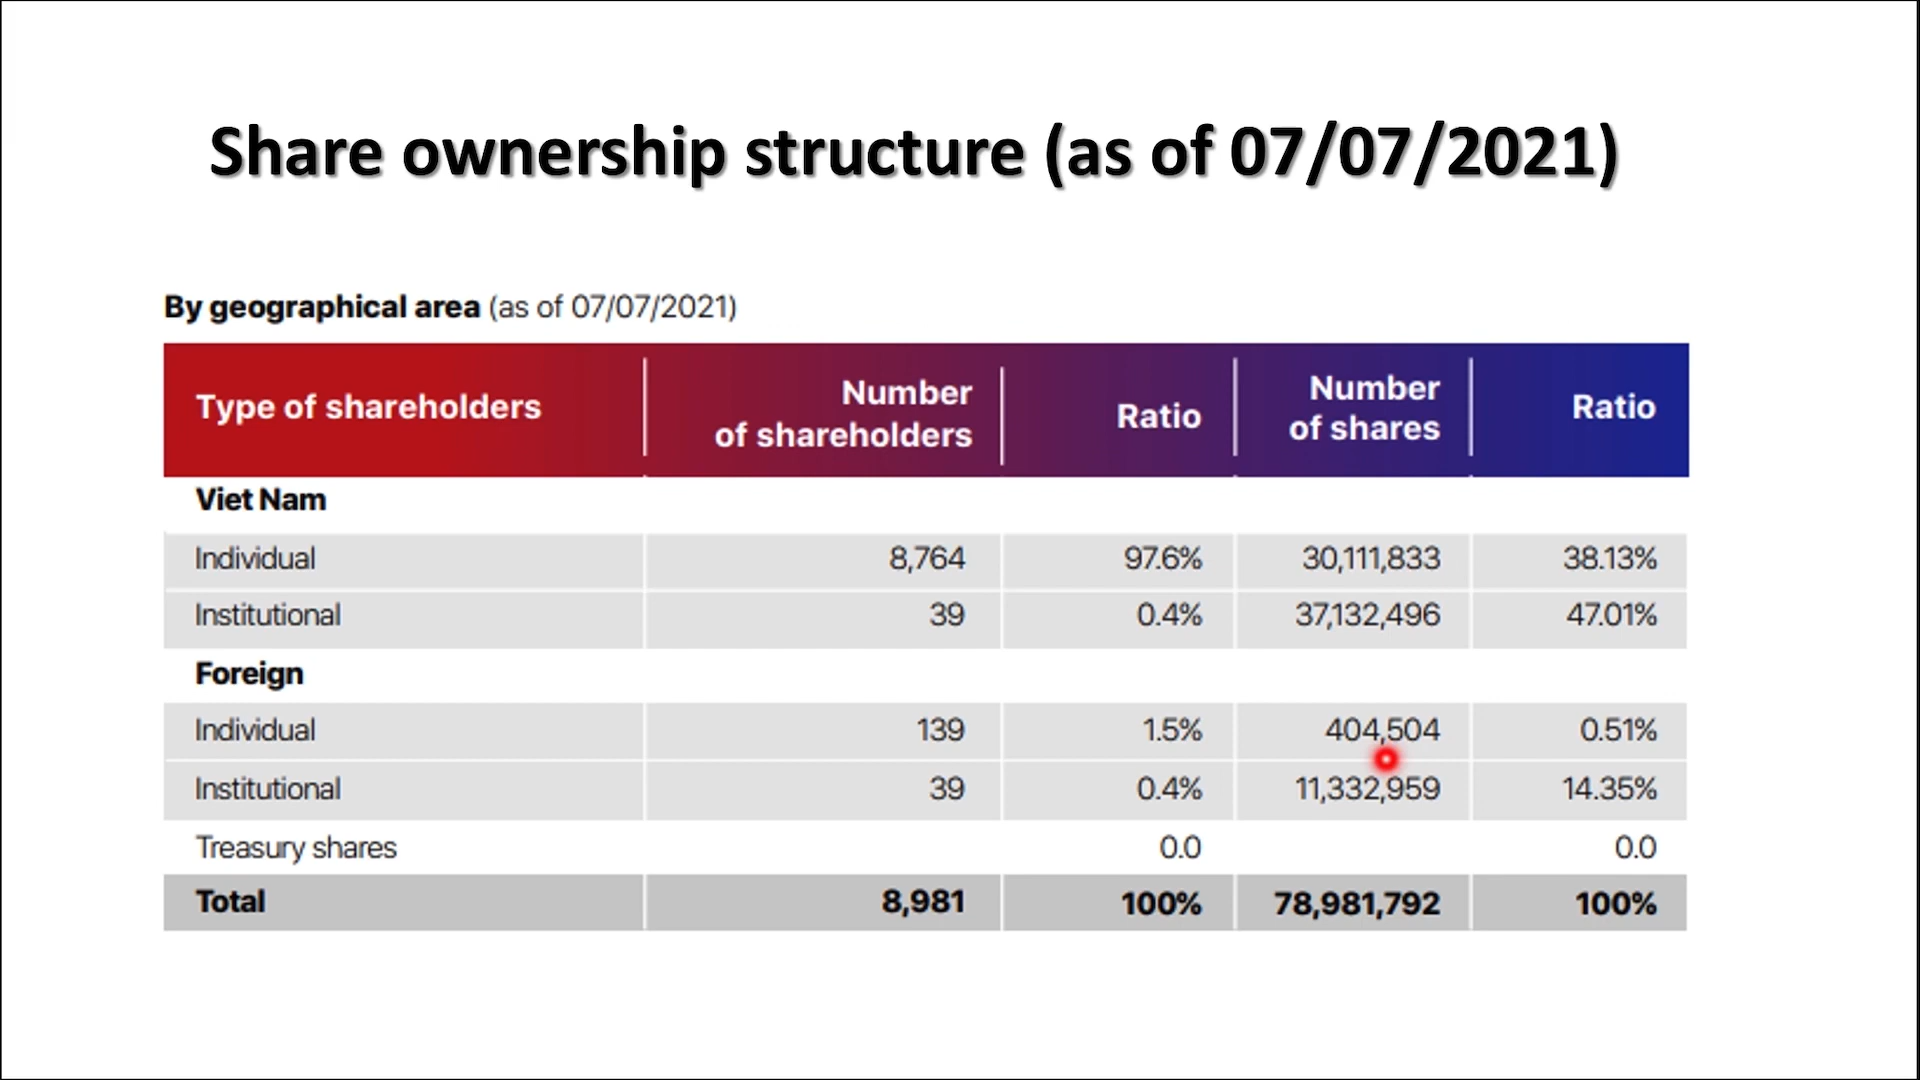 Share ownership structure (as of 07/07/2021)
By geographical area (as of 07/07/2021)
Type of shareholders Number of shareholders Ratio Number of shares Ratio
Viet Nam
Individual 8,764 97.6% 30,111,833 38.13%
Institutional 39 0.4% 37,132,496 47.01%
Foreign
Individual 139 1.5% 404,504 0.51%
Institutional 39 0.4% 11,332,959 14.35%
Treasury shares 0.0 0.0
Total 8,981 100% 78,981,792 100%